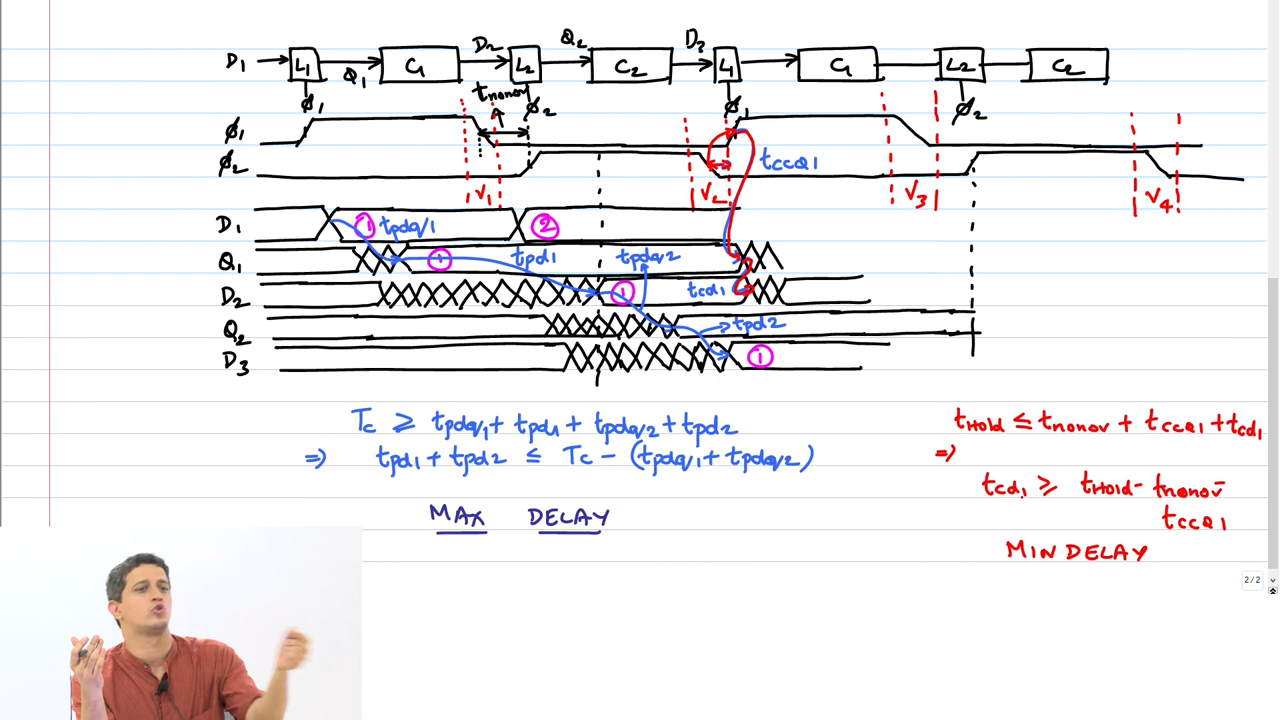 D1 → L1 → C1 → D2 L2 Q2 → C2 → D3 L1 → C1 L2 C2
Q1
tnonov
ϕ1 ϕ2 ϕ1 ϕ2
ϕ1
tccQ1
ϕ2
V1 V2 V3 V4
D1 ① tpdq1 ②
Q1 ① tpd1 tpdq2
D2 ① tcd1
Q2 tpd2
D3 ①
Tc ≥ tpdq1 + tpd1 + tpdq2 + tpd2
⇒ tpd1 + tpd2 ≤ Tc - (tpdq1 + tpdq2)
MAX DELAY
tHold ≤ tnonov + tccQ1 + tcd1
⇒
tcd1 ≥ tHold - tnonov -
tccQ1
MIN DELAY
2/2